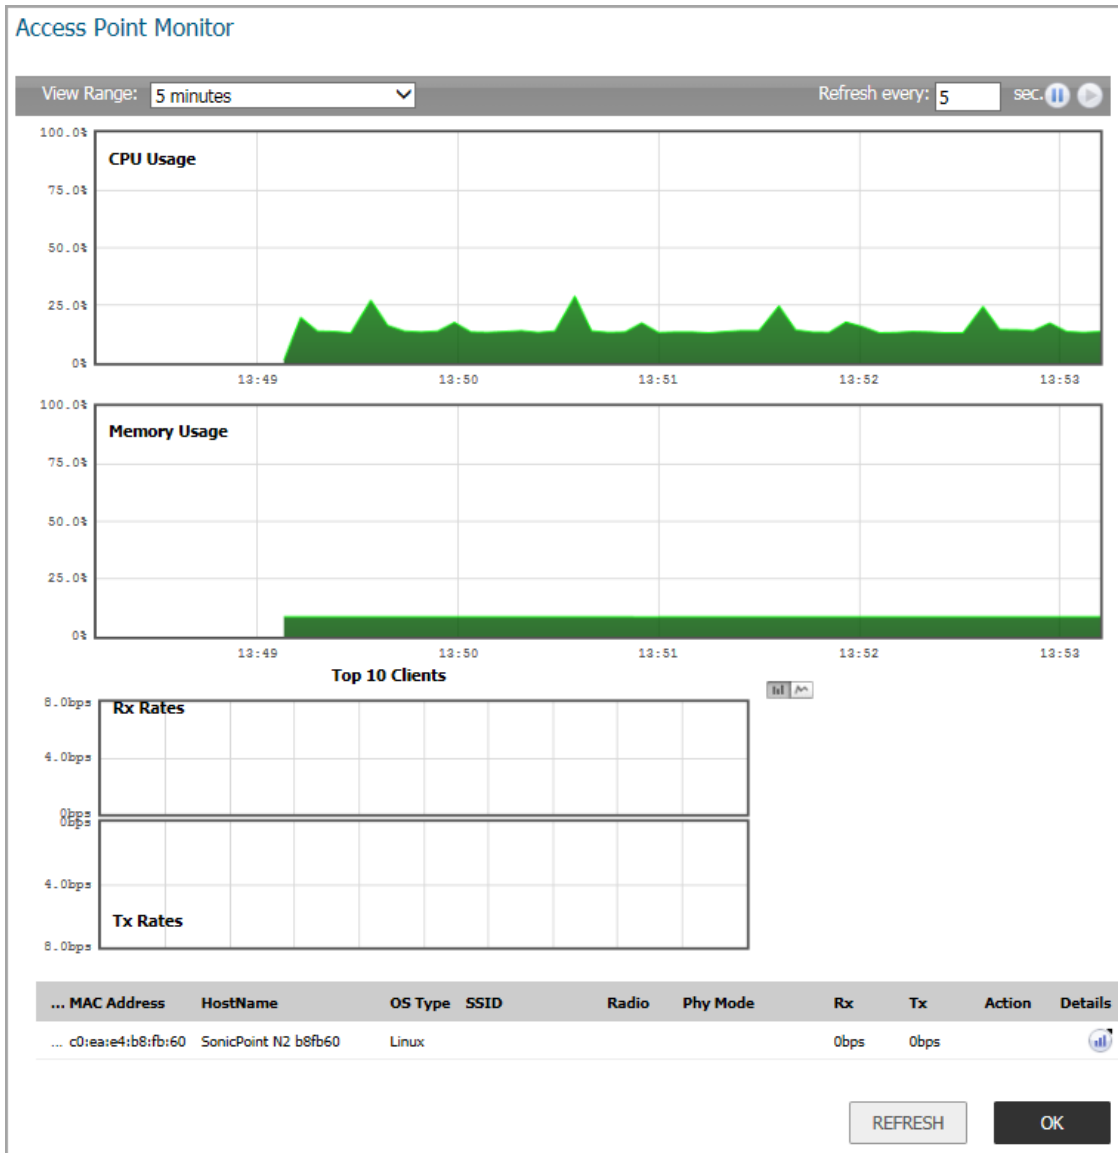 Access Point Monitor
View Range: 5 minutes Refresh every: 5 sec.
100.0%
CPU Usage
75.0%
50.0%
25.0%
0%
13:49 13:50 13:51 13:52 13:53
100.0%
Memory Usage
75.0%
50.0%
25.0%
0%
13:49 13:50 13:51 13:52 13:53
Top 10 Clients
8.0bps Rx Rates
4.0bps
0bps
0bps
4.0bps
Tx Rates
8.0bps
... MAC Address HostName OS Type SSID Radio Phy Mode Rx Tx Action Details
... c0:ea:e4:b8:fb:60 SonicPoint N2 b8fb60 Linux 0bps 0bps
REFRESH OK